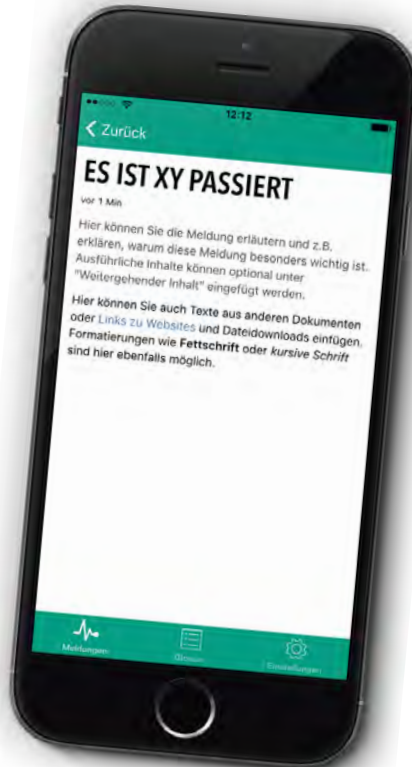 12:12
Zurück
ES IST XY PASSIERT
vor 1 Min
Hier können Sie die Meldung erläutern und z.B.
erklären, warum diese Meldung besonders wichtig ist.
Ausführliche Inhalte können optional unter
"Weitergehender Inhalt" eingefügt werden.
Hier können Sie auch Texte aus anderen Dokumenten
oder Links zu Websites und Dateidownloads einfügen.
Formatierungen wie Fettschrift oder kursive Schrift
sind hier ebenfalls möglich.
Meldungen
Glossar
Einstellungen